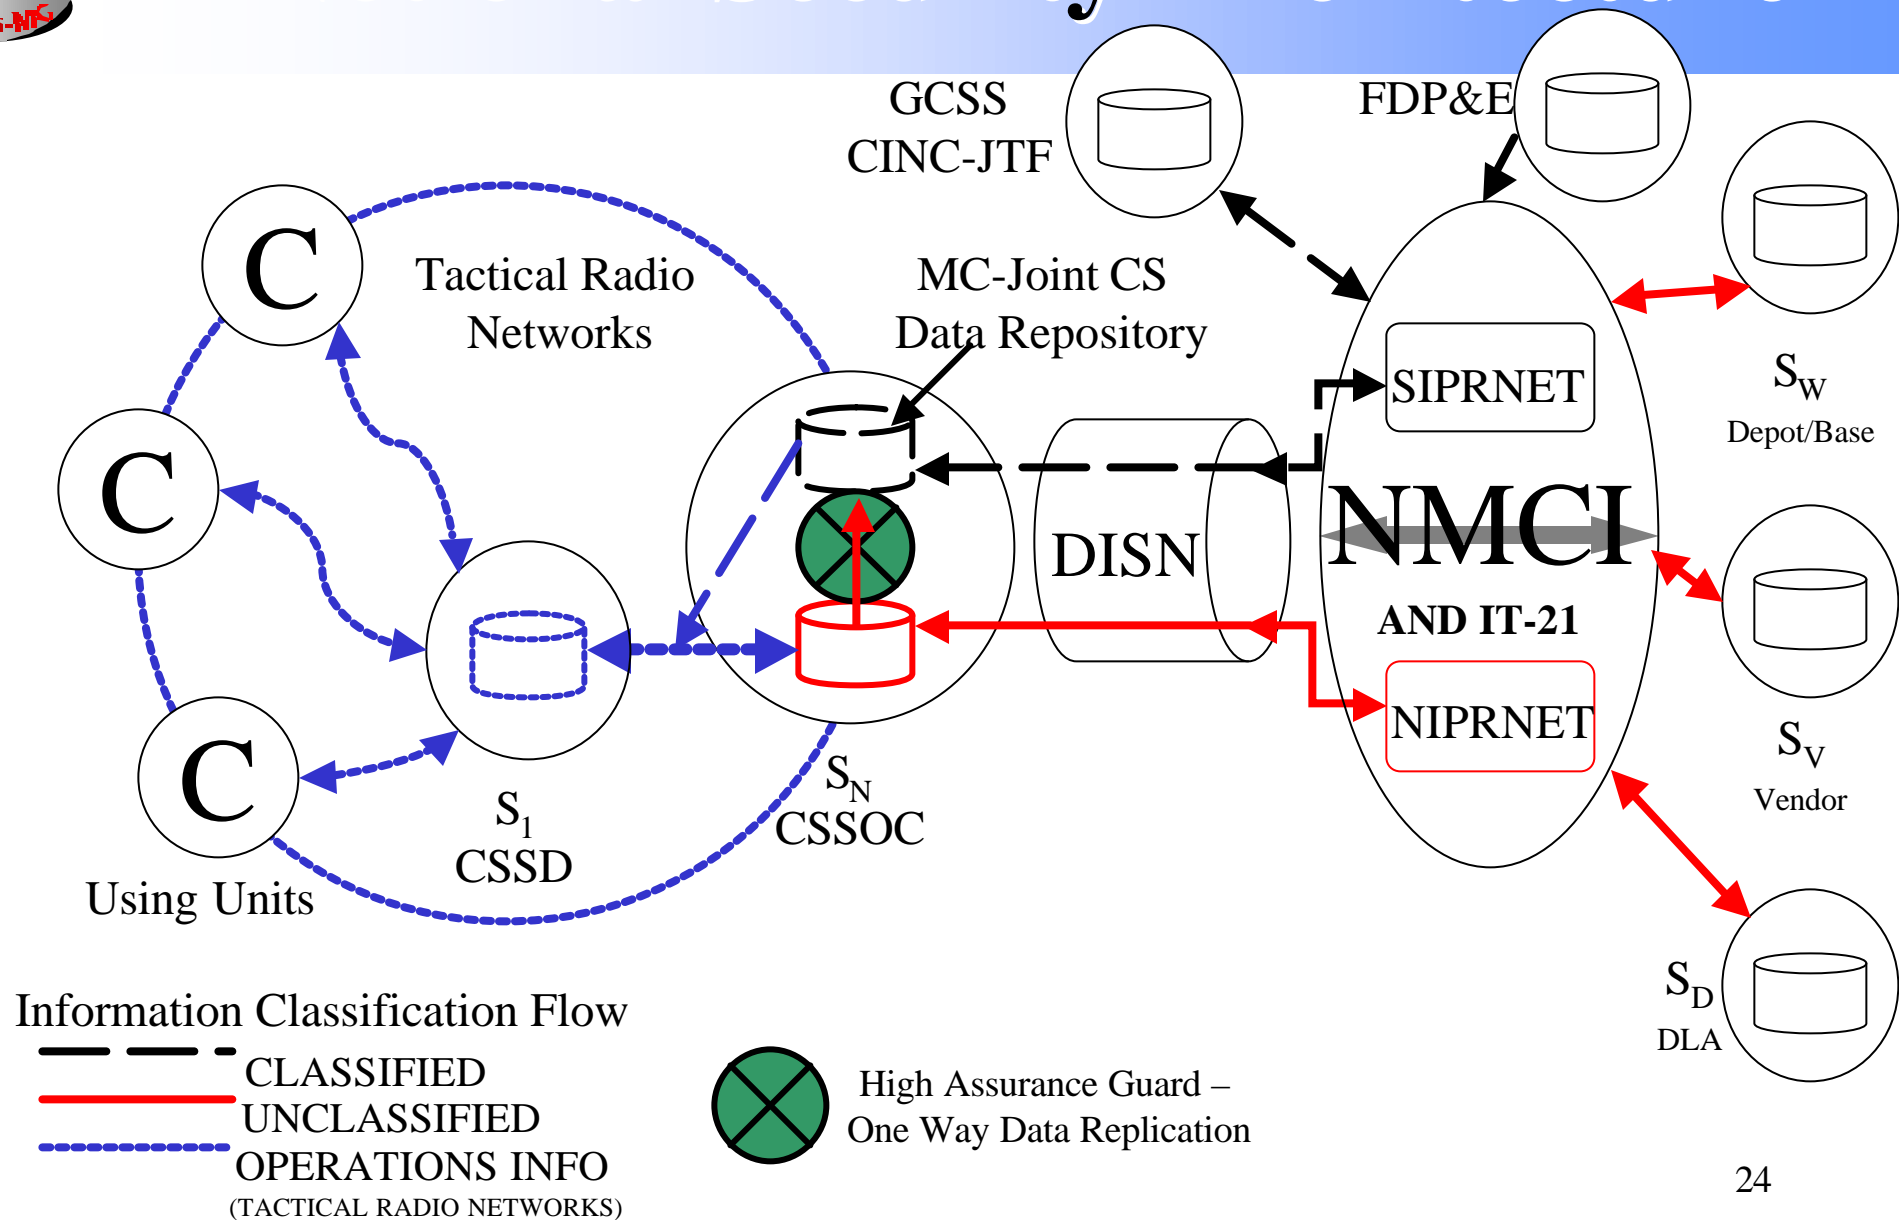 GCSS
CINC-JTF
FDP&E
C
Tactical Radio
Networks
MC-Joint CS
Data Repository
C
C
Using Units
S1
CSSD
SN
CSSOC
DISN
SIPRNET
NMCI
AND IT-21
NIPRNET
SW
Depot/Base
SV
Vendor
SD
DLA
Information Classification Flow
CLASSIFIED
UNCLASSIFIED
OPERATIONS INFO
(TACTICAL RADIO NETWORKS)
High Assurance Guard –
One Way Data Replication
24